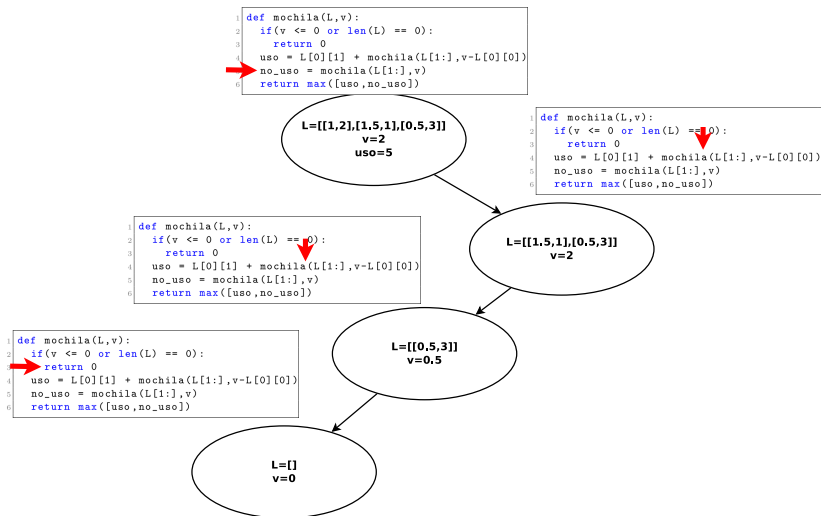 1 def mochila(L,v):
2 if(v <= 0 or len(L) == 0):
3 return 0
4 uso = L[0][1] + mochila(L[1:],v-L[0][0])
no_uso = mochila(L[1:],v)
6 return max([uso,no_uso])
L=[[1,2],[1.5,1],[0.5,3]]
v=2
uso=5
1 def mochila(L,v):
2 if(v <= 0 or len(L) == 0):
3 return 0
4 uso = L[0][1] + mochila(L[1:],v-L[0][0])
5 no_uso = mochila(L[1:],v)
6 return max([uso,no_uso])
L=[[1.5,1],[0.5,3]]
v=2
1 def mochila(L,v):
2 if(v <= 0 or len(L) == 0):
3 return 0
4 uso = L[0][1] + mochila(L[1:],v-L[0][0])
5 no_uso = mochila(L[1:],v)
6 return max([uso,no_uso])
L=[[0.5,3]]
v=0.5
1 def mochila(L,v):
2 if(v <= 0 or len(L) == 0):
return 0
4 uso = L[0][1] + mochila(L[1:],v-L[0][0])
5 no_uso = mochila(L[1:],v)
6 return max([uso,no_uso])
L=[]
v=0